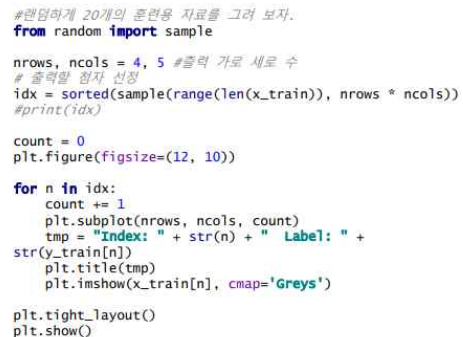 #랜덤하게 20개의 훈련용 자료를 그려 보자.
from random import sample

nrows, ncols = 4, 5 #출력 가로 세로 수
# 출력할 첨자 선정
idx = sorted(sample(range(len(x_train)), nrows * ncols))
#print(idx)

count = 0
plt.figure(figsize=(12, 10))

for n in idx:
    count += 1
    plt.subplot(nrows, ncols, count)
    tmp = "Index: " + str(n) + "  Label: " +
str(y_train[n])
    plt.title(tmp)
    plt.imshow(x_train[n], cmap='Greys')

plt.tight_layout()
plt.show()